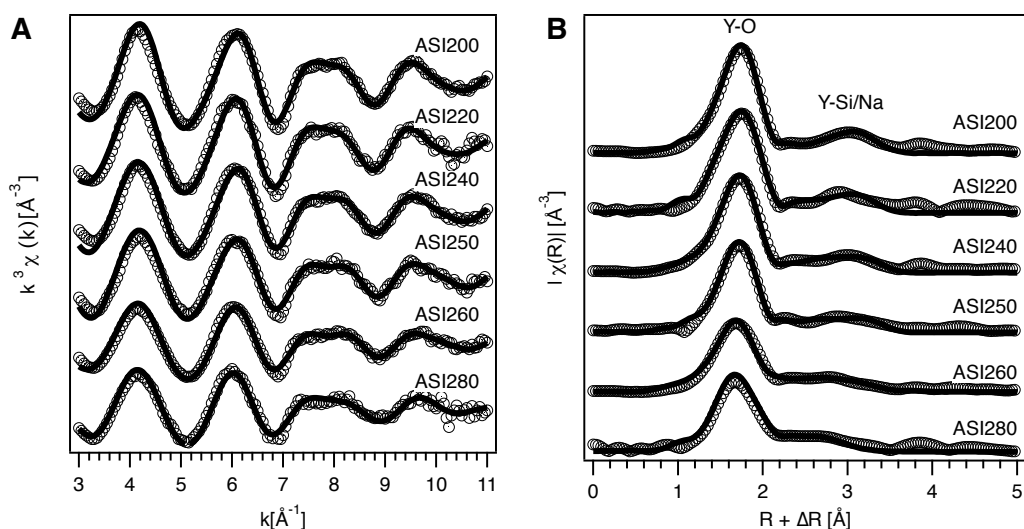 A
ASI200
ASI220
ASI240
ASI250
ASI260
ASI280
k³ χ (k) [Å⁻³]
3 4 5 6 7 8 9 10 11
k[Å⁻¹]
B
Y-O
Y-Si/Na
ASI200
ASI220
ASI240
ASI250
ASI260
ASI280
| χ(R)| [Å⁻³]
0 1 2 3 4 5
R + ΔR [Å]